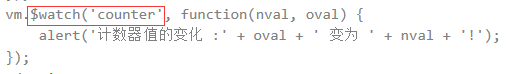 vm.$watch('counter', function(nval, oval) {
    alert('计数器值的变化 :' + oval + ' 变为 ' + nval + '!');
});